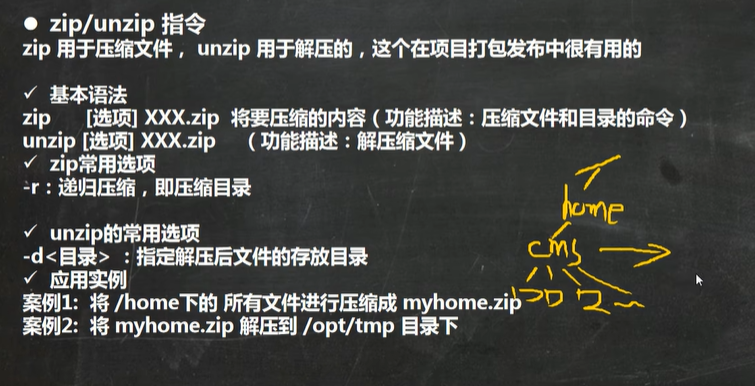 ● zip/unzip 指令
zip 用于压缩文件， unzip 用于解压的，这个在项目打包发布中很有用的
✓ 基本语法
zip [选项] XXX.zip 将要压缩的内容（功能描述：压缩文件和目录的命令）
unzip [选项] XXX.zip （功能描述：解压缩文件）
✓ zip常用选项
-r：递归压缩，即压缩目录
✓ unzip的常用选项
-d<目录> ：指定解压后文件的存放目录
✓ 应用实例
案例1: 将 /home下的 所有文件进行压缩成 myhome.zip
案例2: 将 myhome.zip 解压到 /opt/tmp 目录下
home